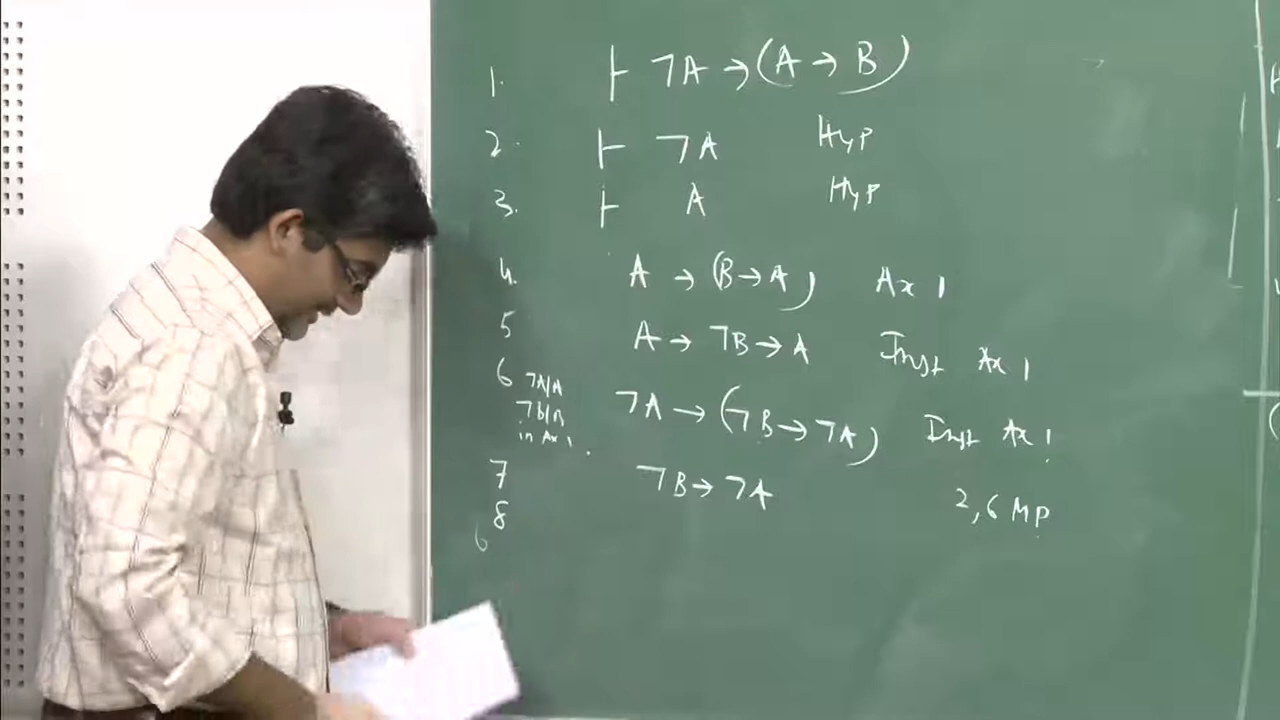 1. ⊢ ¬A → (A → B)
2. ⊢ ¬A Hyp
3. ⊢ A Hyp
4. A → (B → A) Ax 1
5 A → ¬B → A Inst Ax 1
6 ¬A/A ¬A → (¬B → ¬A) Inst Ax 1
¬B/B
in Ax 1.
7 ¬B → ¬A 2,6 MP
8
6